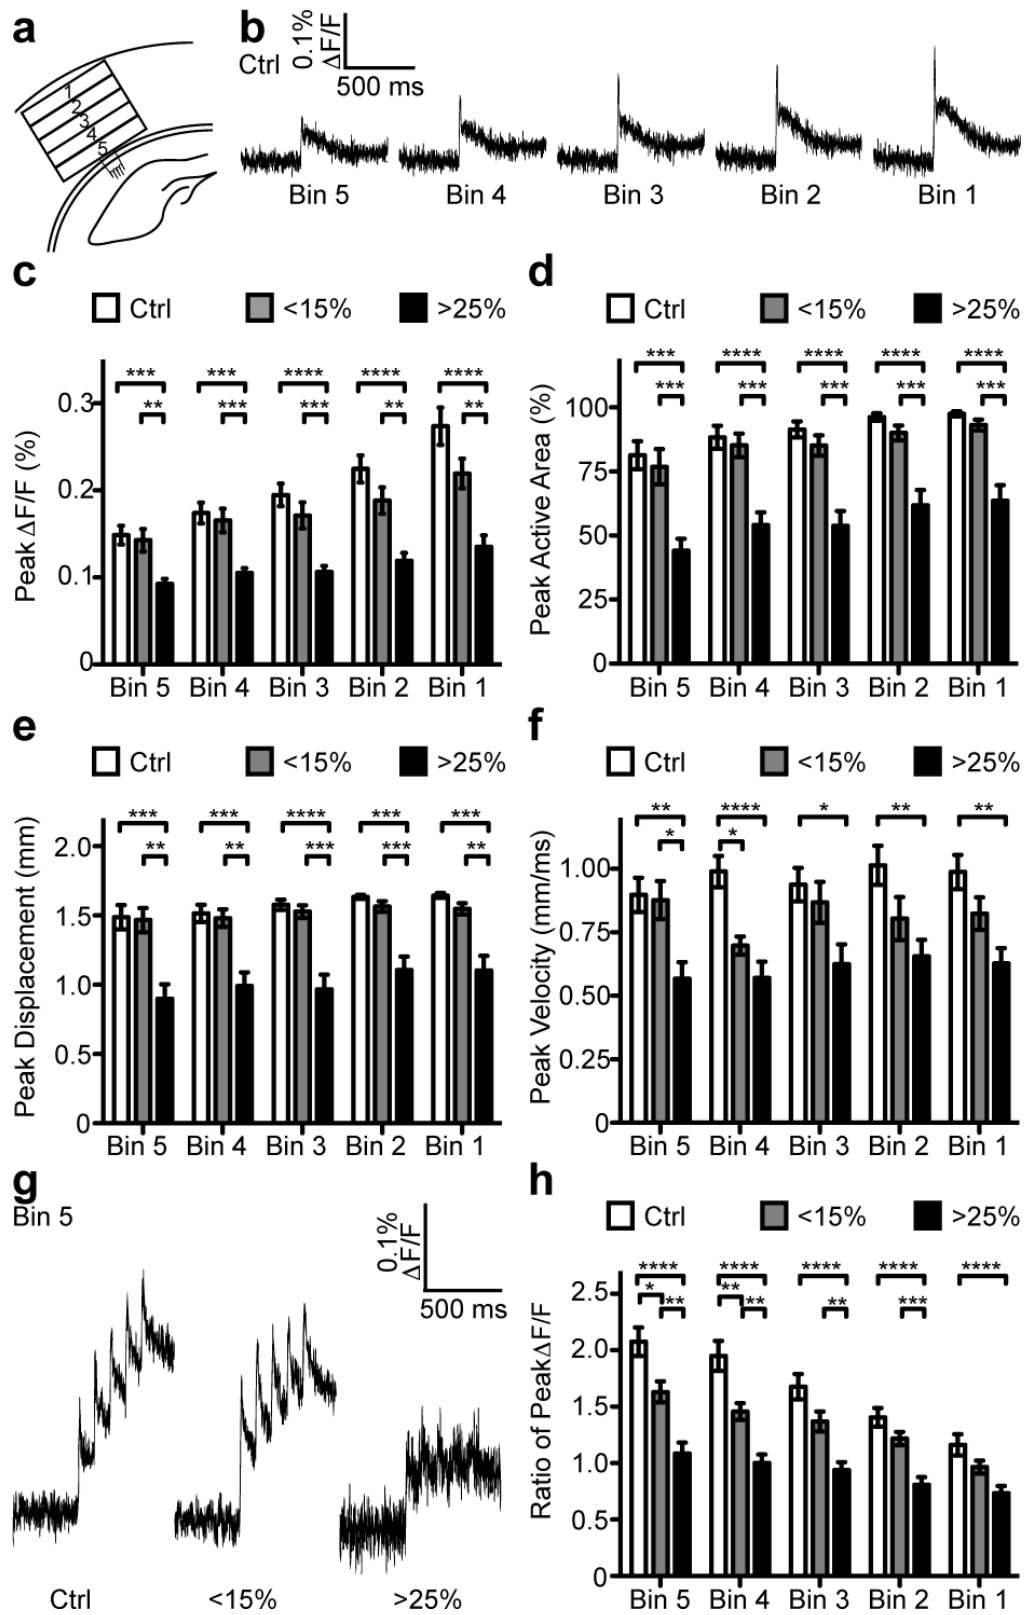 a
1
2
3
4
5
b
Ctrl
0.1%
ΔF/F
500 ms
Bin 5 Bin 4 Bin 3 Bin 2 Bin 1
c
Ctrl <15% >25%
*** *** **** **** ****
** *** *** ** **
Peak ΔF/F (%)
0.3
0.2
0.1
0
Bin 5 Bin 4 Bin 3 Bin 2 Bin 1
d
Ctrl <15% >25%
*** **** **** **** ****
*** *** *** *** ***
Peak Active Area (%)
100
75
50
25
0
Bin 5 Bin 4 Bin 3 Bin 2 Bin 1
e
Ctrl <15% >25%
*** *** **** *** ***
** ** *** *** **
Peak Displacement (mm)
2.0
1.5
1.0
0.5
0
Bin 5 Bin 4 Bin 3 Bin 2 Bin 1
f
Ctrl <15% >25%
** **** * ** **
* *
Peak Velocity (mm/ms)
1.00
0.75
0.50
0.25
0
Bin 5 Bin 4 Bin 3 Bin 2 Bin 1
g
Bin 5
0.1%
ΔF/F
500 ms
Ctrl <15% >25%
h
Ctrl <15% >25%
**** **** **** **** ****
* **
** ** ** ***
Ratio of PeakΔF/F
2.5
2.0
1.5
1.0
0.5
0
Bin 5 Bin 4 Bin 3 Bin 2 Bin 1